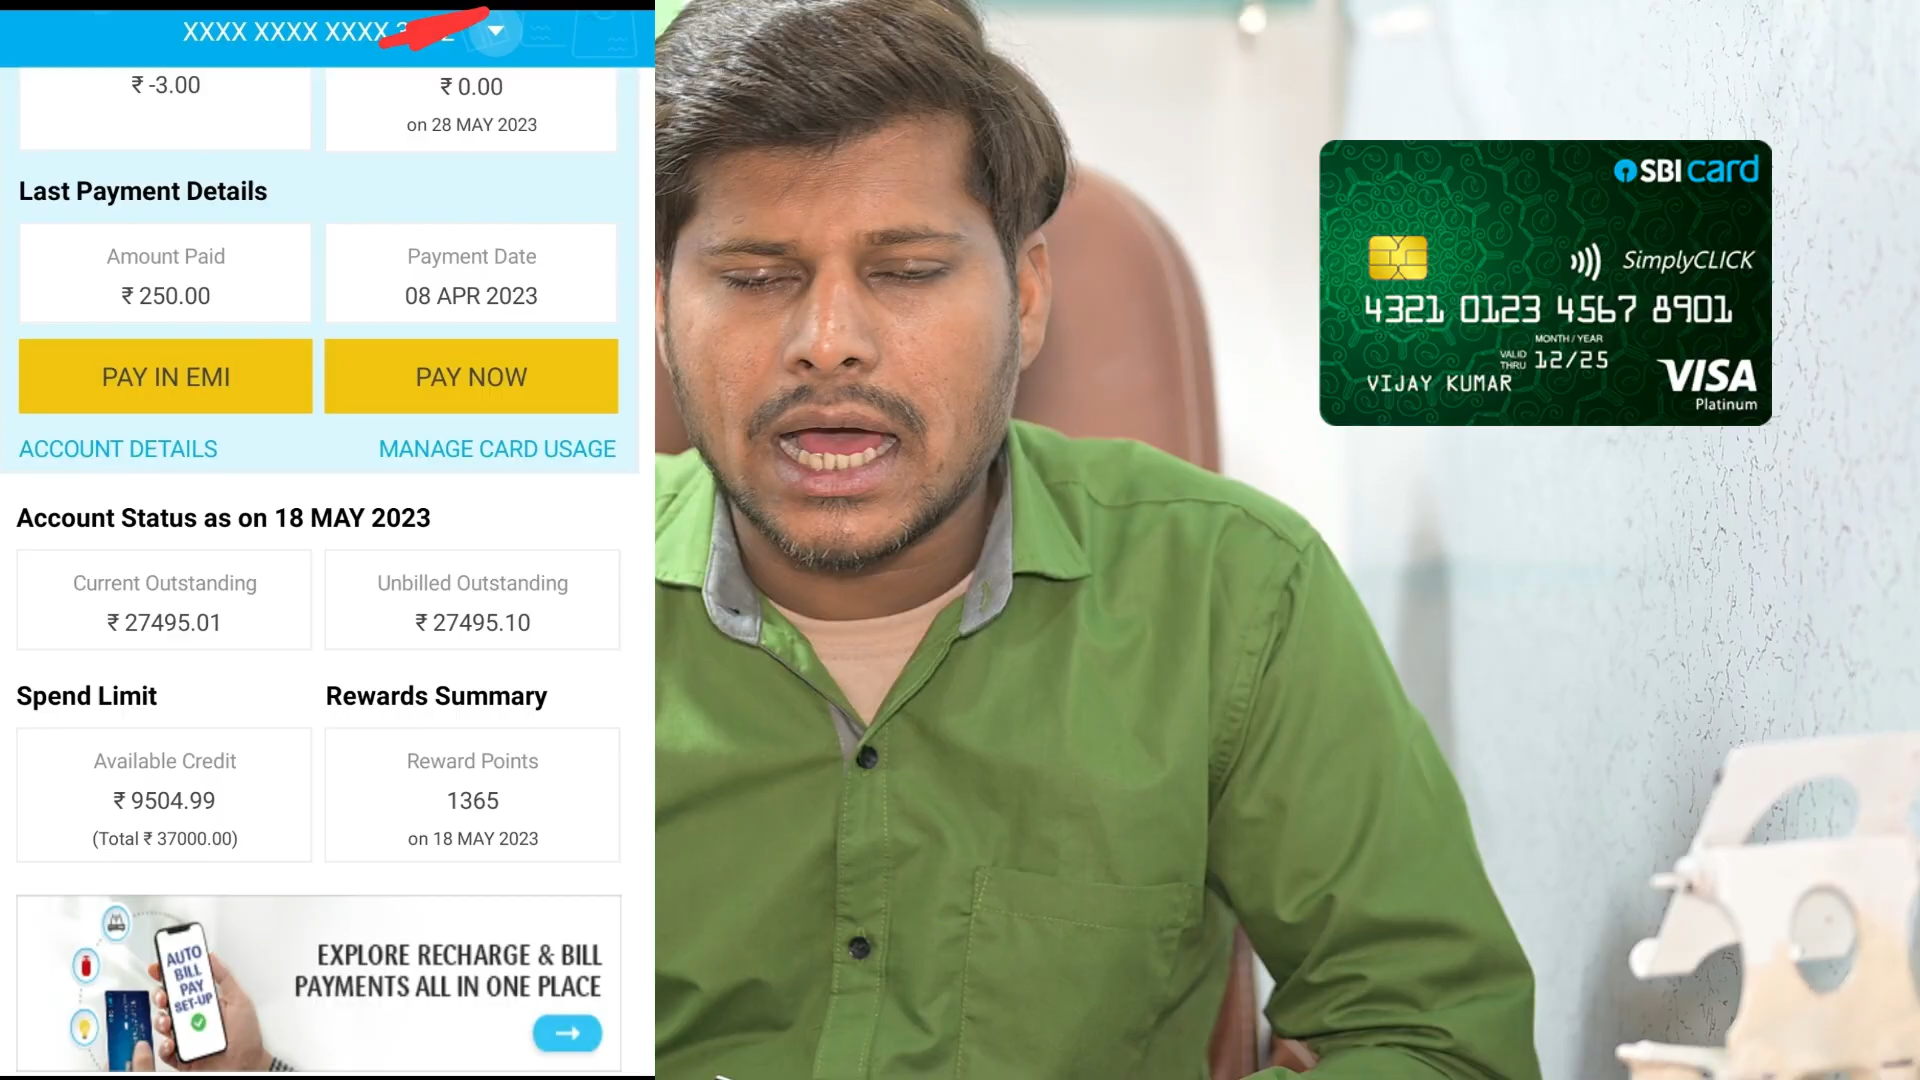 XXXX XXXX XXXX
₹ -3.00
₹ 0.00
on 28 MAY 2023
Last Payment Details
Amount Paid
₹ 250.00
Payment Date
08 APR 2023
PAY IN EMI
PAY NOW
ACCOUNT DETAILS
MANAGE CARD USAGE
Account Status as on 18 MAY 2023
Current Outstanding
₹ 27495.01
Unbilled Outstanding
₹ 27495.10
Spend Limit
Rewards Summary
Available Credit
₹ 9504.99
(Total ₹ 37000.00)
Reward Points
1365
on 18 MAY 2023
AUTO
BILL
PAY
SET-UP
EXPLORE RECHARGE & BILL
PAYMENTS ALL IN ONE PLACE
SBI card
SimplyCLICK
4321 0123 4567 8901
MONTH / YEAR
VALID
THRU 12/25
VIJAY KUMAR
VISA
Platinum